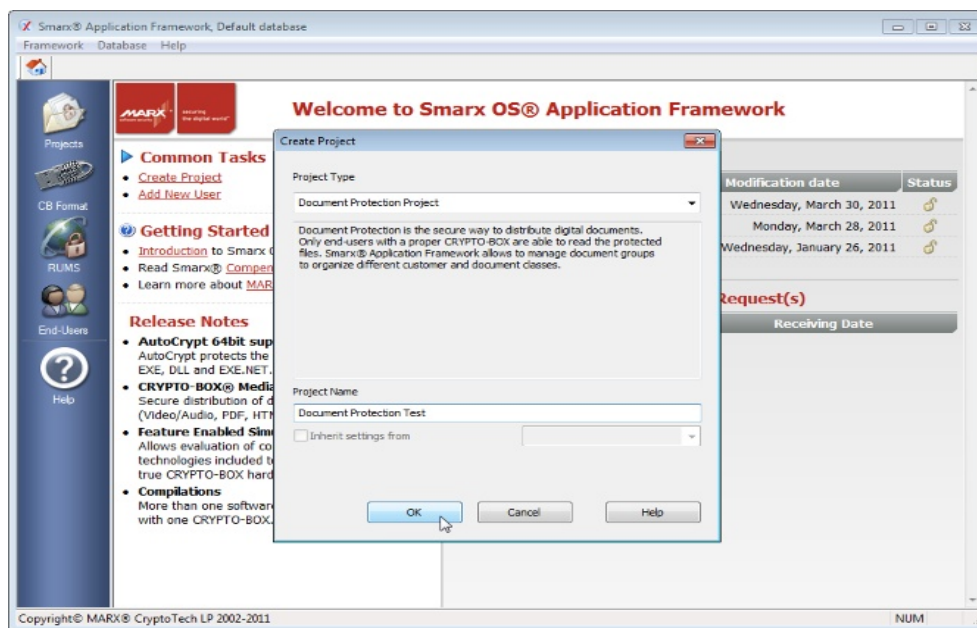 Smarx® Application Framework, Default database
Framework Database Help
MARX
securing
the digital world
Welcome to Smarx OS® Application Framework
Projects
CB Format
RUMS
End-Users
Help
Common Tasks
Create Project
Add New User
Getting Started
Introduction to Smarx
Read Smarx® Compen
Learn more about MAR
Release Notes
AutoCrypt 64bit sup
AutoCrypt protects the
EXE, DLL and EXE.NET.
CRYPTO-BOX® Media
Secure distribution of d
(Video/Audio, PDF, HTM
Feature Enabled Sim
Allows evaluation of co
technologies included t
true CRYPTO-BOX hard
Compilations
More than one softwar
with one CRYPTO-BOX.
Create Project
Project Type
Document Protection Project
Document Protection is the secure way to distribute digital documents.
Only end-users with a proper CRYPTO-BOX are able to read the protected
files. Smarx® Application Framework allows to manage document groups
to organize different customer and document classes.
Project Name
Document Protection Test
Inherit settings from
OK Cancel Help
Modification date Status
Wednesday, March 30, 2011
Monday, March 28, 2011
Wednesday, January 26, 2011
Request(s)
Receiving Date
Copyright© MARX® CryptoTech LP 2002-2011 NUM